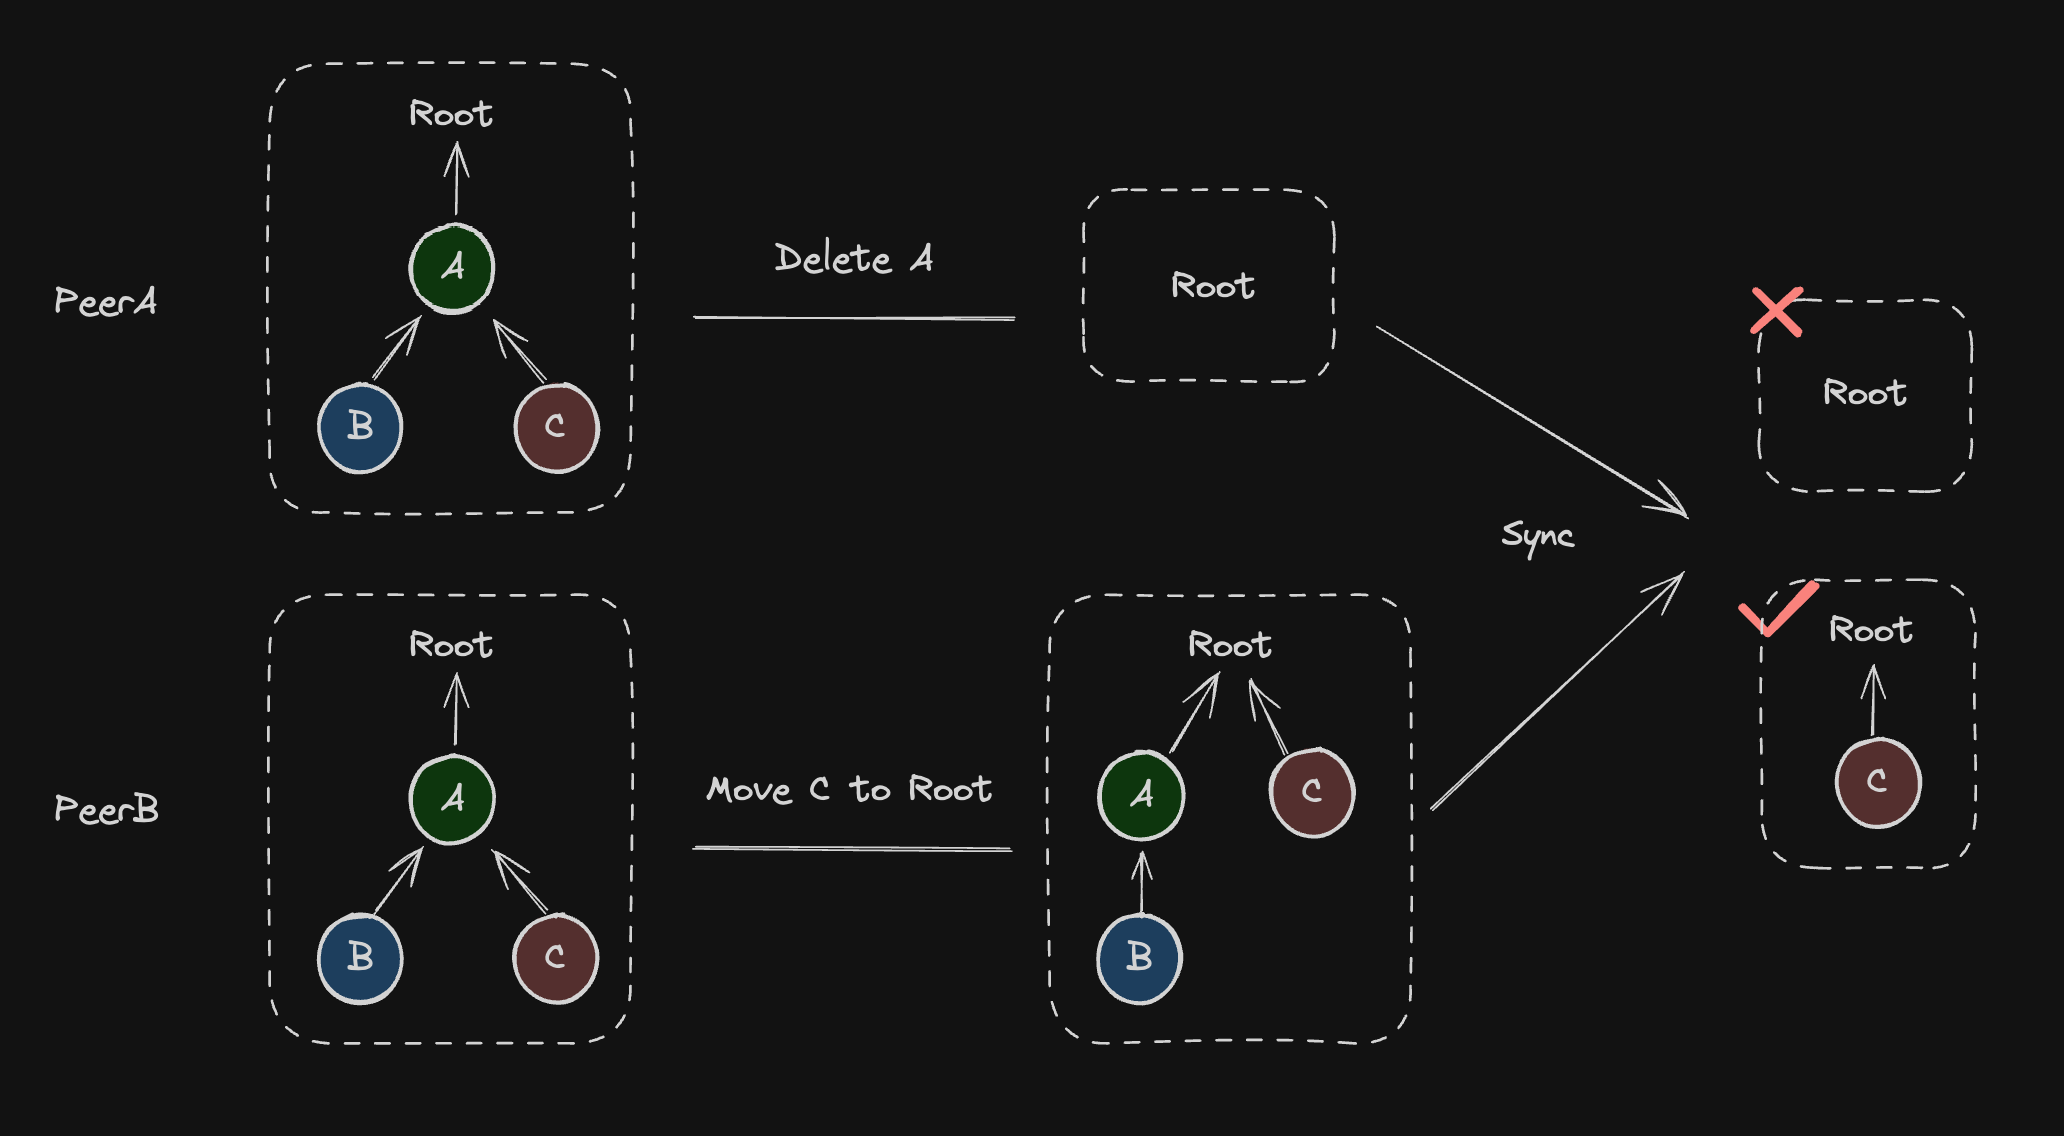 Root
A
B
C
PeerA
Delete A
Root
Root
Sync
Root
A
B
C
PeerB
Move C to Root
Root
A
C
B
Root
C